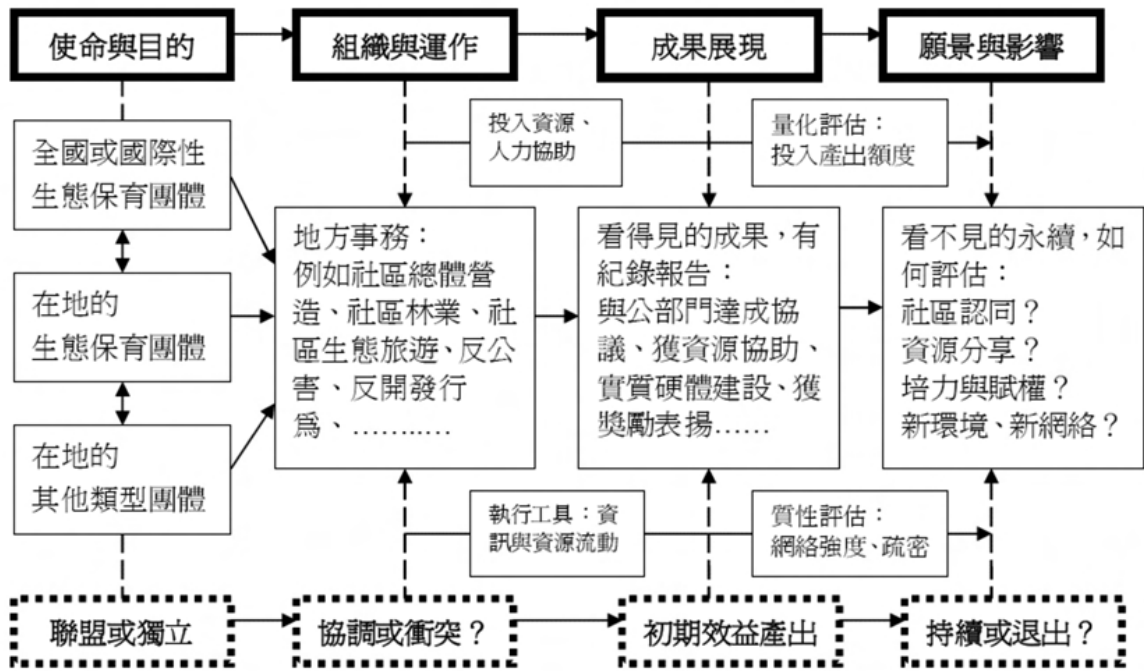 使命與目的
組織與運作
成果展現
願景與影響
投入資源、
人力協助
量化評估：
投入產出額度
全國或國際性
生態保育團體
在地的
生態保育團體
在地的
其他類型團體
地方事務：
例如社區總體營
造、社區林業、社
區生態旅遊、反公
害、反開發行
為、…………
看得見的成果，有
紀錄報告：
與公部門達成協
議、獲資源協助、
實質硬體建設、獲
獎勵表揚……
看不見的永續，如
何評估：
社區認同？
資源分享？
培力與賦權？
新環境、新網絡？
執行工具：資
訊與資源流動
質性評估：
網絡強度、疏密
聯盟或獨立
協調或衝突？
初期效益產出
持續或退出？